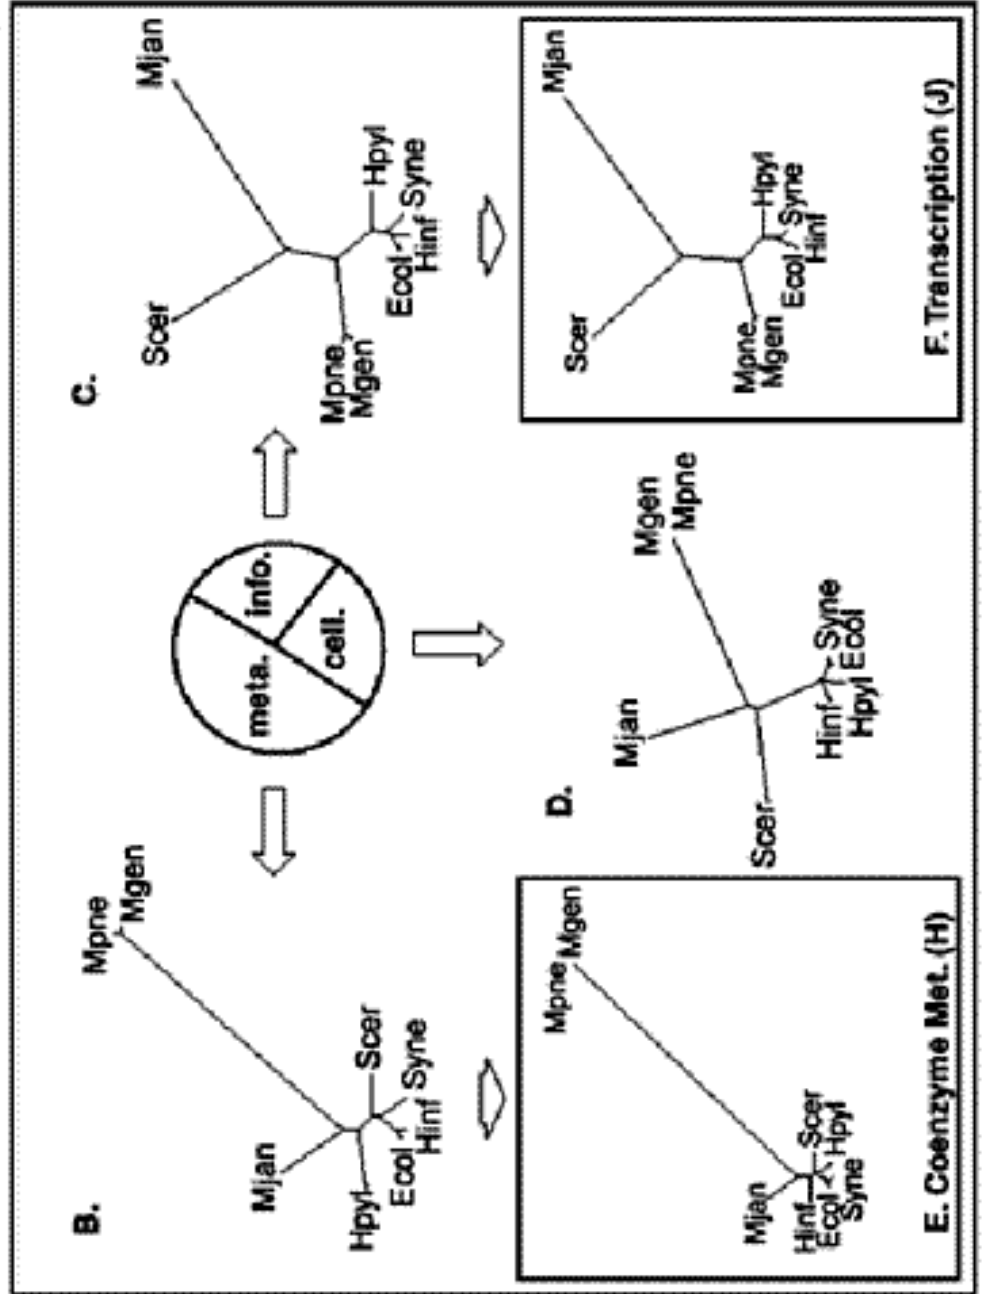 B.
Mpne
Mgen
Mjan
Hpyl
Scer
Ecol
Hinf
Syne
meta.
info.
cell.
C.
Mjan
Scer
Hpyl
Syne
Ecol
Hinf
Mpne
Mgen
Mpne
Mgen
Mjan
Scer
Hinf
Hpyl
Ecol
Syne
E. Coenzyme Met. (H)
D.
Mjan
Mgen
Mpne
Scer
Hinf
Syne
Hpyl
Ecol
Mjan
Scer
Hpyl
Syne
Ecol
Hinf
Mpne
Mgen
F. Transcription (J)